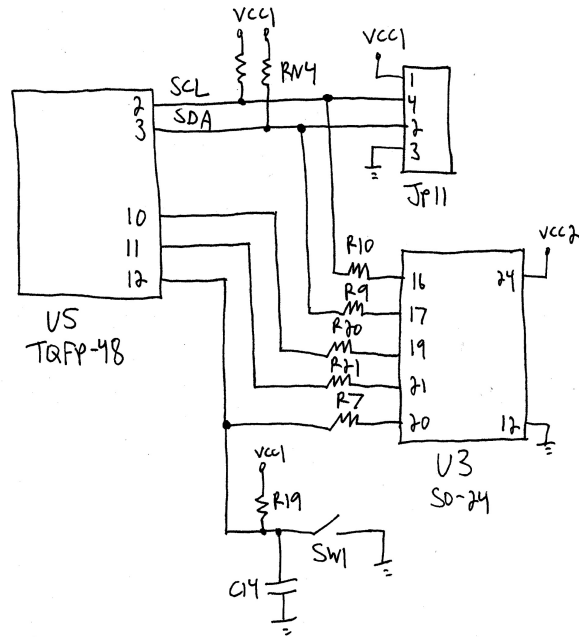 VCC1
RN4
VCC1
SCL
SDA
2
3
10
11
12
1
4
2
3
JP11
U5
TQFP-48
R10
R9
R20
R21
R7
16
17
19
21
20
24
12
VCC2
U3
SO-24
VCC1
R19
SW1
C14